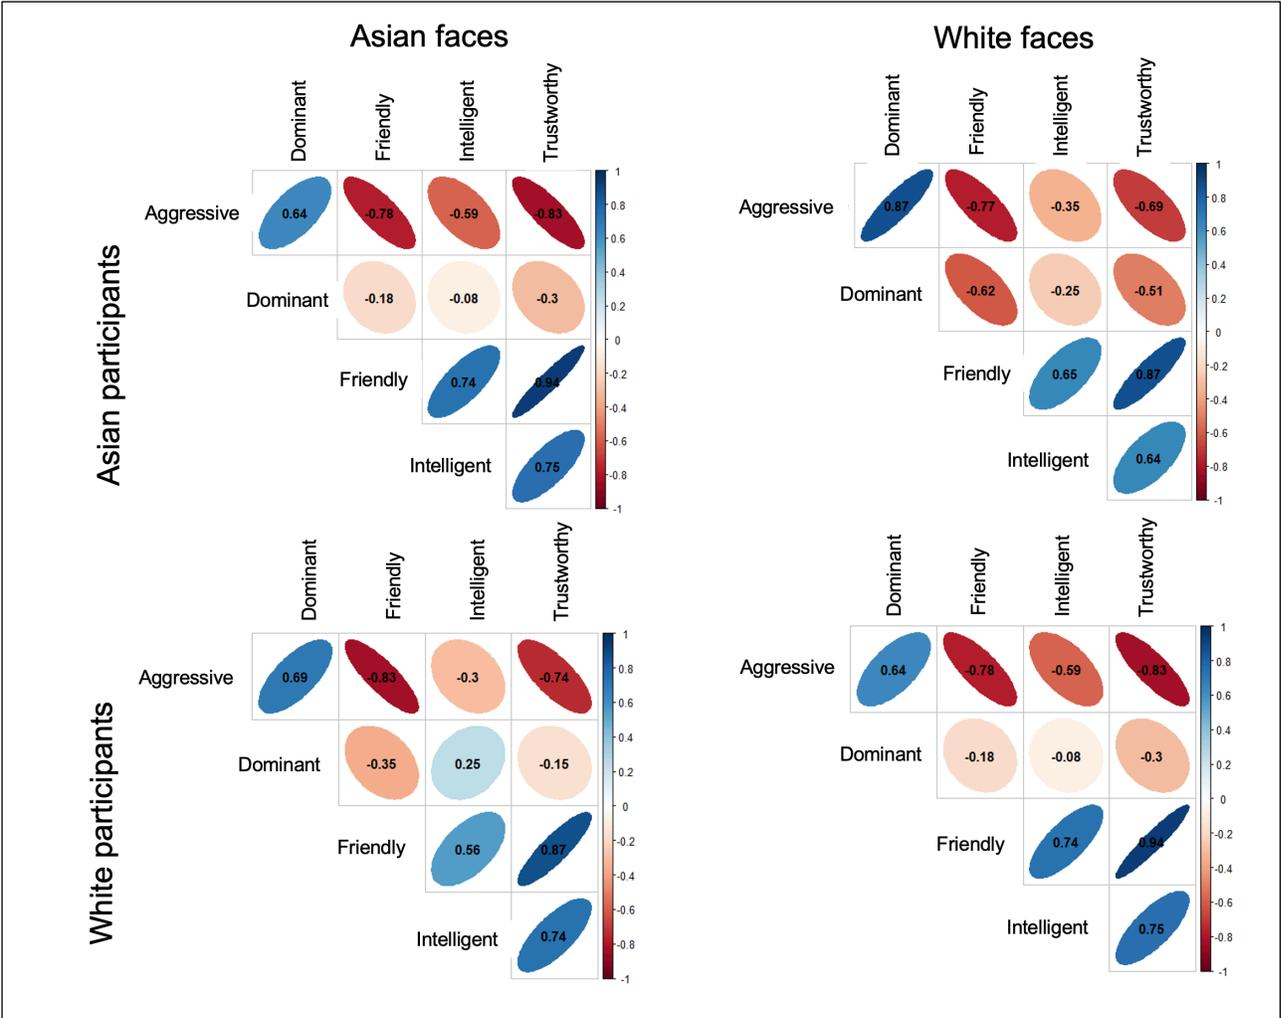 Asian faces
White faces
Asian participants
White participants
Dominant
Friendly
Intelligent
Trustworthy
Aggressive
0.64
-0.78
-0.59
-0.83
Dominant
-0.18
-0.08
-0.3
Friendly
0.74
0.94
Intelligent
0.75
1
0.8
0.6
0.4
0.2
0
-0.2
-0.4
-0.6
-0.8
-1
Dominant
Friendly
Intelligent
Trustworthy
Aggressive
0.87
-0.77
-0.35
-0.69
Dominant
-0.62
-0.25
-0.51
Friendly
0.65
0.87
Intelligent
0.64
1
0.8
0.6
0.4
0.2
0
-0.2
-0.4
-0.6
-0.8
-1
Dominant
Friendly
Intelligent
Trustworthy
Aggressive
0.69
-0.83
-0.3
-0.74
Dominant
-0.35
0.25
-0.15
Friendly
0.56
0.87
Intelligent
0.74
1
0.8
0.6
0.4
0.2
0
-0.2
-0.4
-0.6
-0.8
-1
Dominant
Friendly
Intelligent
Trustworthy
Aggressive
0.64
-0.78
-0.59
-0.83
Dominant
-0.18
-0.08
-0.3
Friendly
0.74
0.94
Intelligent
0.75
1
0.8
0.6
0.4
0.2
0
-0.2
-0.4
-0.6
-0.8
-1